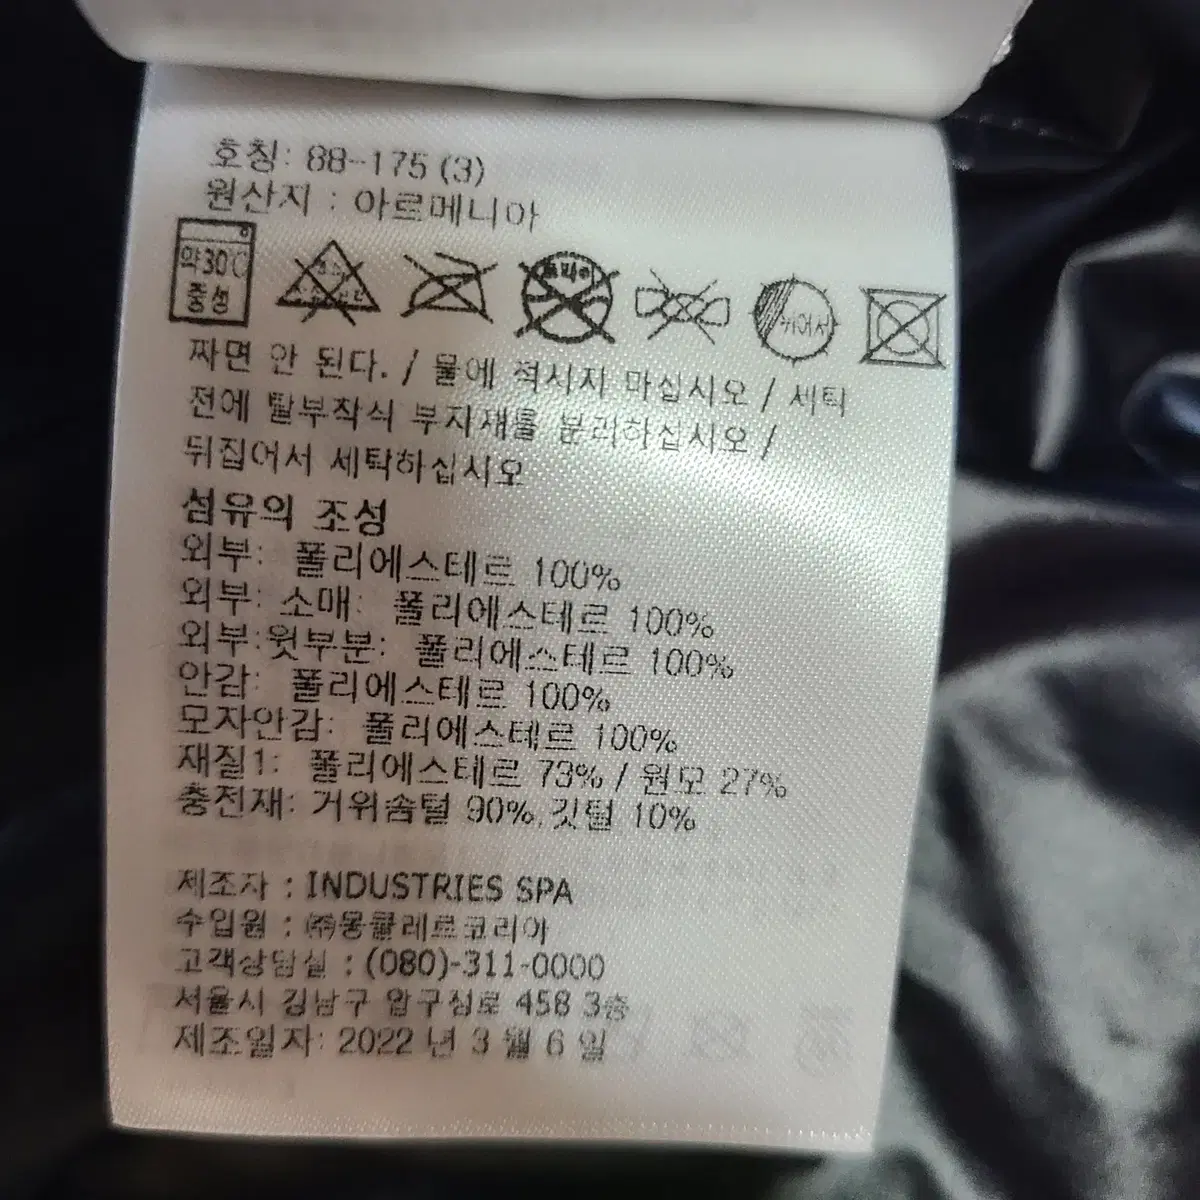 호칭: 88-175 (3)
원산지 : 아르메니아
약30℃
중성
드라이
뉘어서
짜면 안 된다. / 물에 적시지 마십시오 / 세탁
전에 탈부착식 부자재를 분리하십시오 /
뒤집어서 세탁하십시오
섬유의 조성
외부: 폴리에스테르 100%
외부: 소매: 폴리에스테르 100%
외부:윗부분: 폴리에스테르 100%
안감: 폴리에스테르 100%
모자안감: 폴리에스테르 100%
재질1: 폴리에스테르 73% / 원모 27%
충전재: 거위솜털 90%, 깃털 10%
제조자 : INDUSTRIES SPA
수입원 : ㈜몽클레르코리아
고객상담실 : (080)-311-0000
서울시 강남구 압구정로 458 3층
제조일자: 2022 년 3 월 6 일